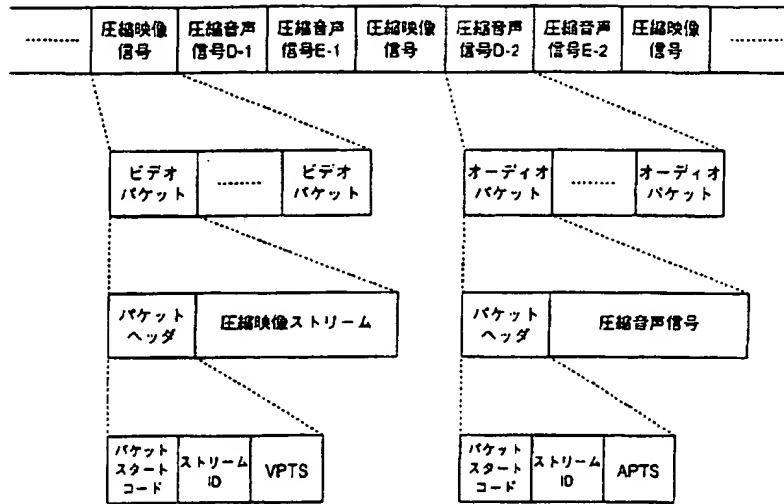 ………
圧縮映像
信号
圧縮音声
信号D-1
圧縮音声
信号E-1
圧縮映像
信号
圧縮音声
信号D-2
圧縮音声
信号E-2
圧縮映像
信号
………
ビデオ
パケット
………
ビデオ
パケット
オーディオ
パケット
………
オーディオ
パケット
パケット
ヘッダ
圧縮映像ストリーム
パケット
ヘッダ
圧縮音声信号
パケット
スタート
コード
ストリーム
ID
VPTS
パケット
スタート
コード
ストリーム
ID
APTS